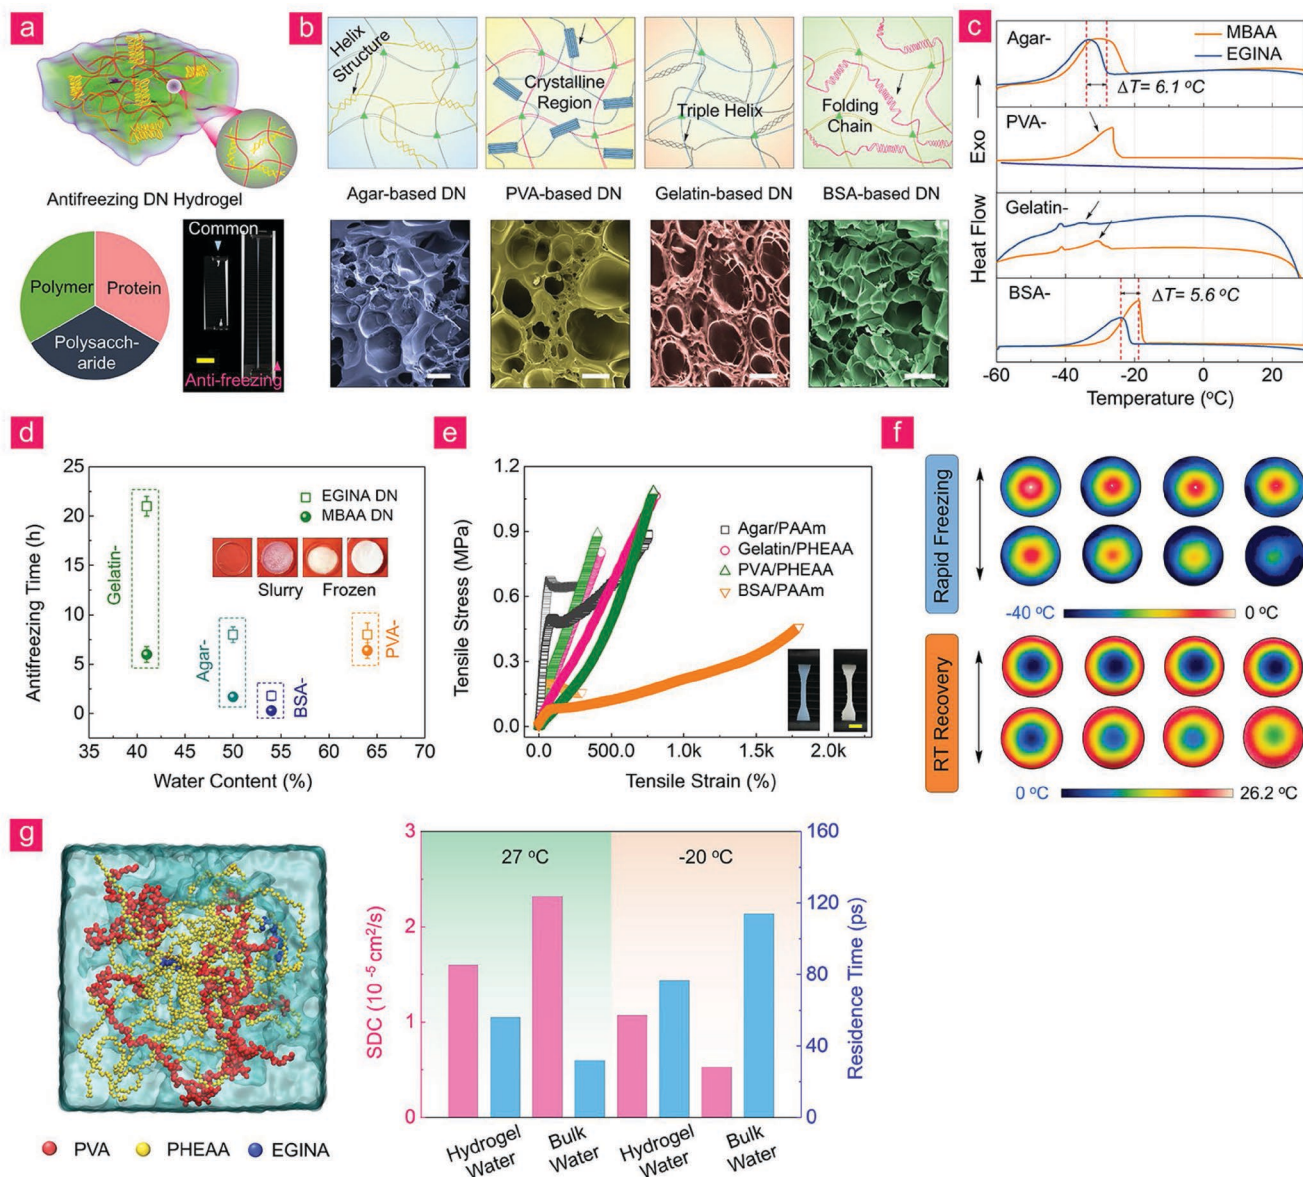 a
Antifreezing DN Hydrogel
Polymer
Protein
Polysacch-
aride
Common
Anti-freezing
b
Helix
Structure
Crystalline
Region
Triple Helix
Folding
Chain
Agar-based DN
PVA-based DN
Gelatin-based DN
BSA-based DN
c
Heat Flow
Exo
Agar-
MBAA
EGINA
ΔT= 6.1 °C
PVA-
Gelatin-
BSA-
ΔT= 5.6 °C
-60 -40 -20 0 20
Temperature (°C)
d
Antifreezing Time (h)
25
20
15
10
5
0
EGINA DN
MBAA DN
Slurry Frozen
Gelatin-
Agar-
BSA-
PVA-
35 40 45 50 55 60 65 70
Water Content (%)
e
Tensile Stress (MPa)
1.2
0.9
0.6
0.3
0.0
Agar/PAAm
Gelatin/PHEAA
PVA/PHEAA
BSA/PAAm
0.0 500.0 1.0k 1.5k 2.0k
Tensile Strain (%)
f
Rapid Freezing
-40 °C 0 °C
RT Recovery
0 °C 26.2 °C
g
PVA PHEAA EGINA
SDC (10 -5 cm²/s)
3
2
1
0
27 °C -20 °C
160
120
80
40
0
Residence Time (ps)
Hydrogel
Water
Bulk
Water
Hydrogel
Water
Bulk
Water